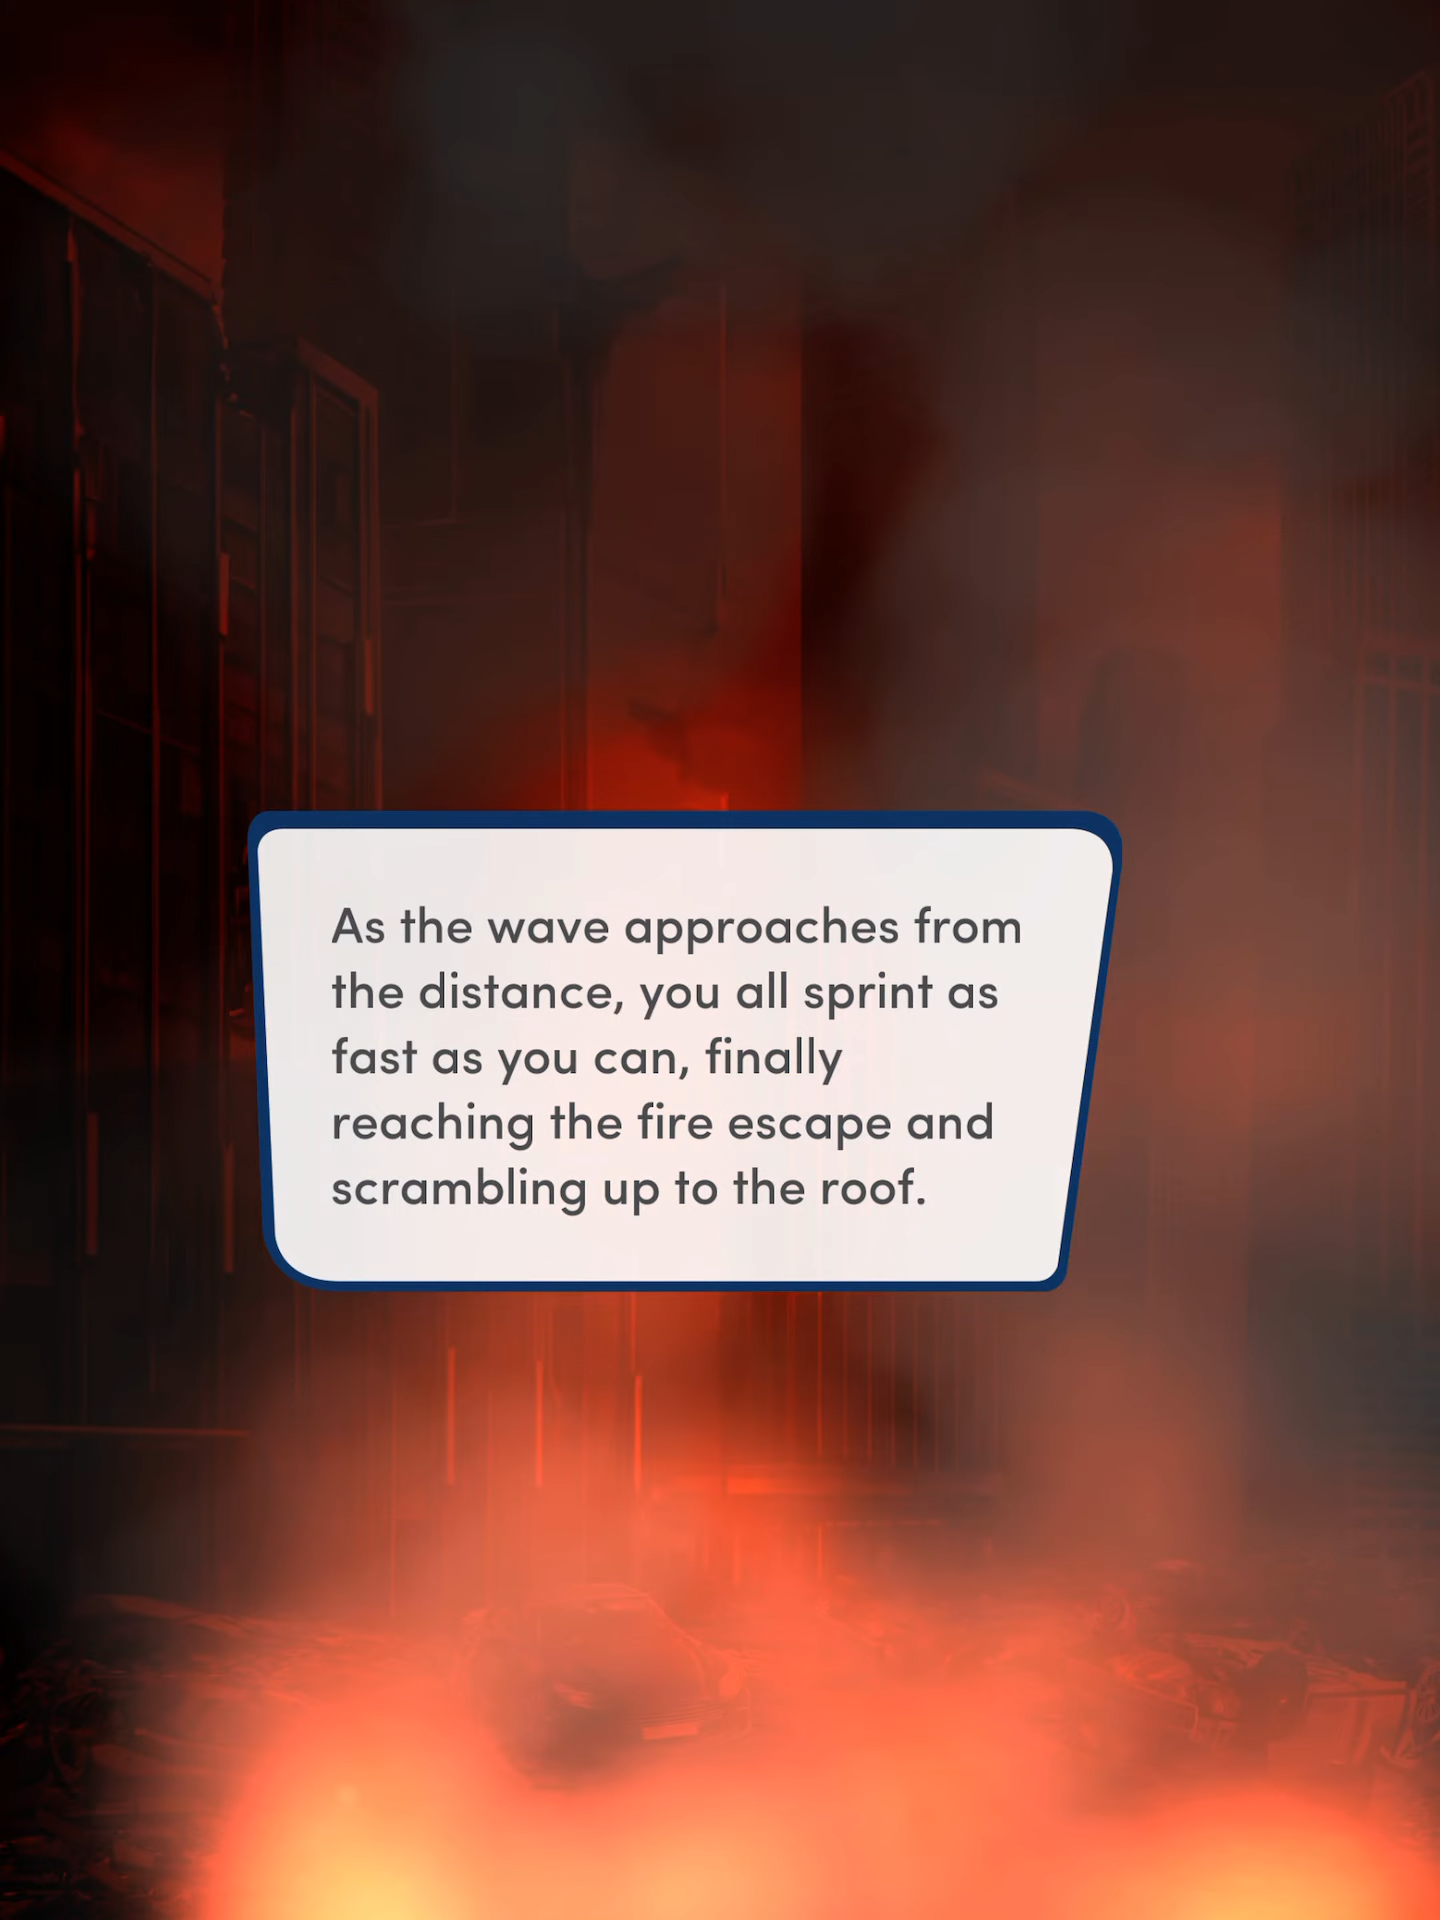 As the wave approaches from
the distance, you all sprint as
fast as you can, finally
reaching the fire escape and
scrambling up to the roof.